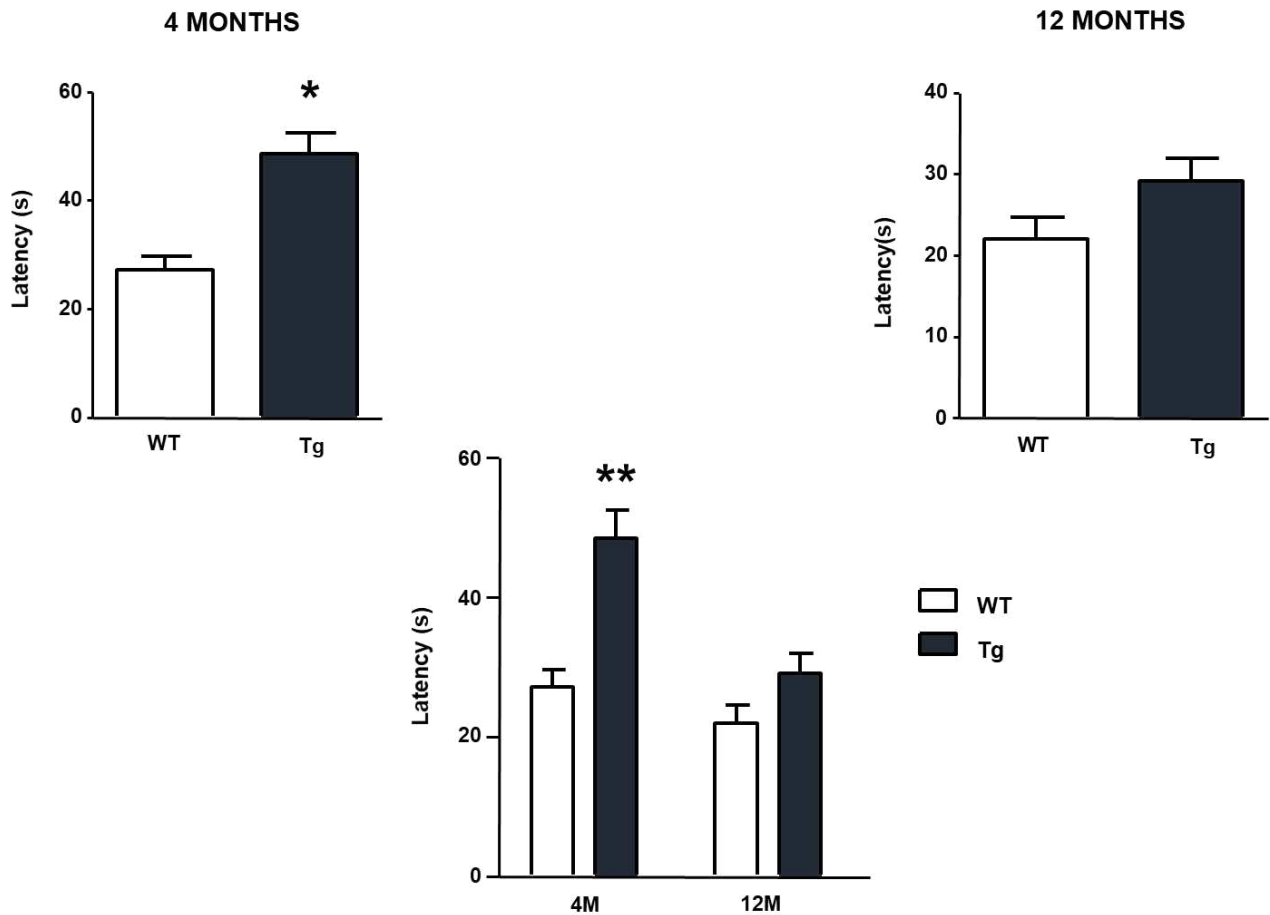 4 MONTHS
12 MONTHS
60
*
40
20
0
Latency (s)
WT
Tg
40
30
20
10
0
Latency(s)
WT
Tg
60
**
40
20
0
Latency (s)
4M
12M
WT
Tg